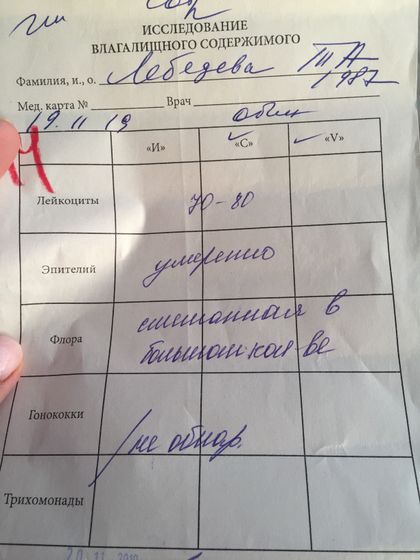 ИССЛЕДОВАНИЕ
ВЛАГАЛИЩНОГО СОДЕРЖИМОГО
Фамилия, и., о. Лебедева
1987
Мед. карта № Врач
19.11.19
«И» «С» «V»
Лейкоциты 70-80
Эпителий умеренно
смешанная в
Флора большом кол-ве
Гонококки
не обнар.
Трихомонады